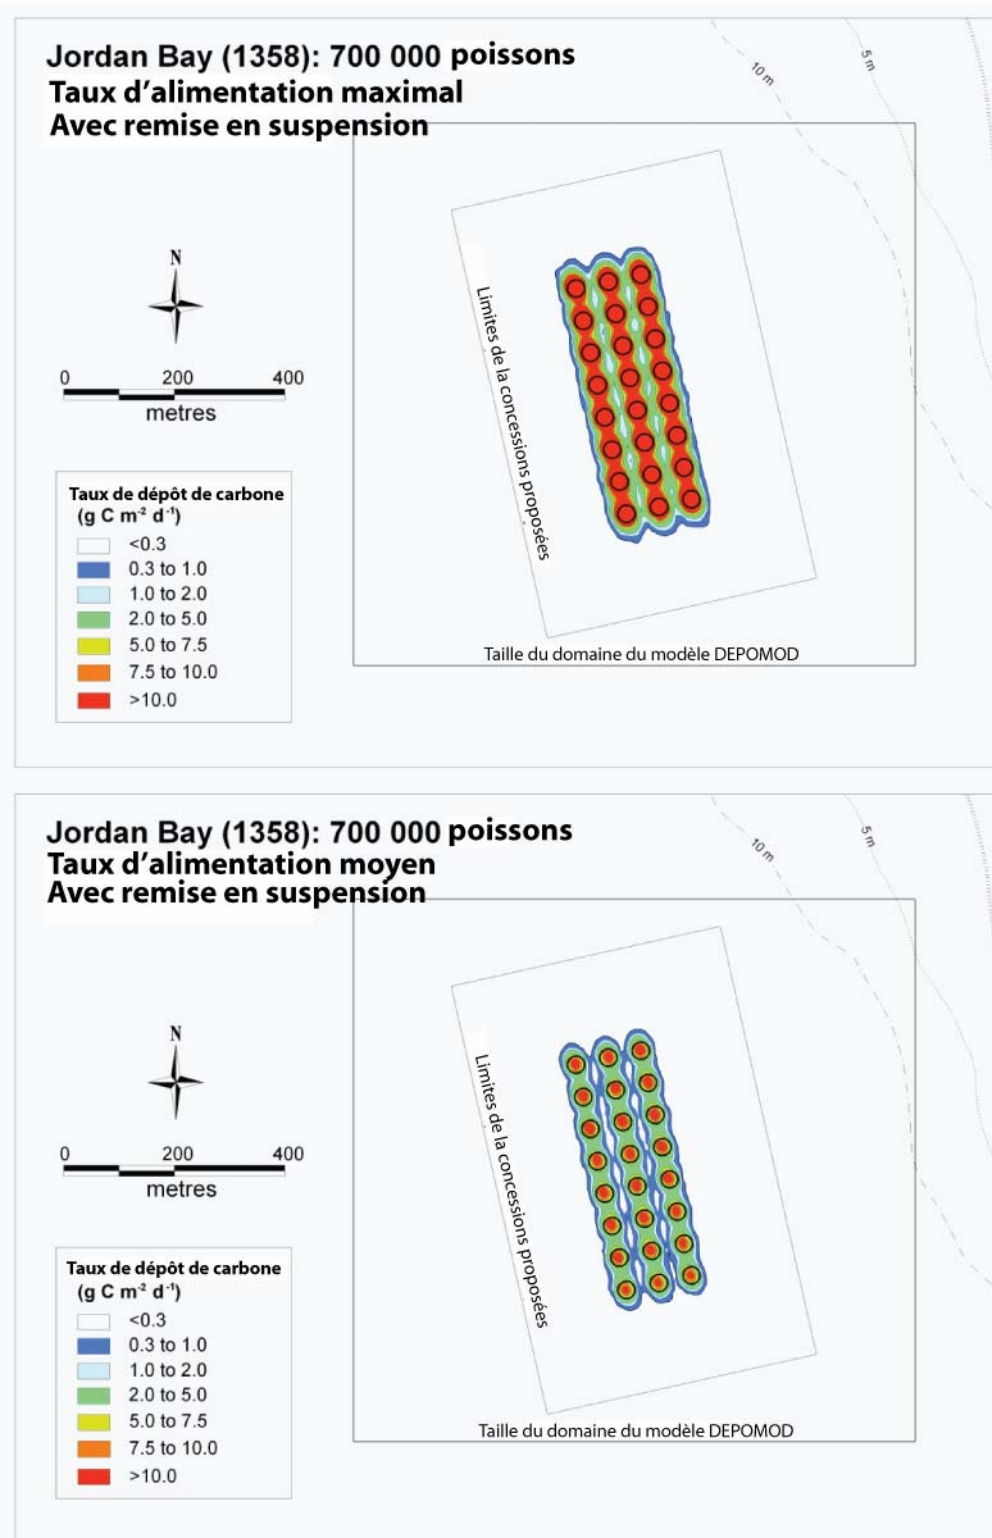 Jordan Bay (1358): 700 000 poissons
Taux d'alimentation maximal
Avec remise en suspension
10 m
5 m
N
0 200 400
metres
Limites de la concessions proposées
Taux de dépôt de carbone
(g C m⁻² d⁻¹)
<0.3
0.3 to 1.0
1.0 to 2.0
2.0 to 5.0
5.0 to 7.5
7.5 to 10.0
>10.0
Taille du domaine du modèle DEPOMOD
Jordan Bay (1358): 700 000 poissons
Taux d'alimentation moyen
Avec remise en suspension
10 m
5 m
N
0 200 400
metres
Limites de la concessions proposées
Taux de dépôt de carbone
(g C m⁻² d⁻¹)
<0.3
0.3 to 1.0
1.0 to 2.0
2.0 to 5.0
5.0 to 7.5
7.5 to 10.0
>10.0
Taille du domaine du modèle DEPOMOD